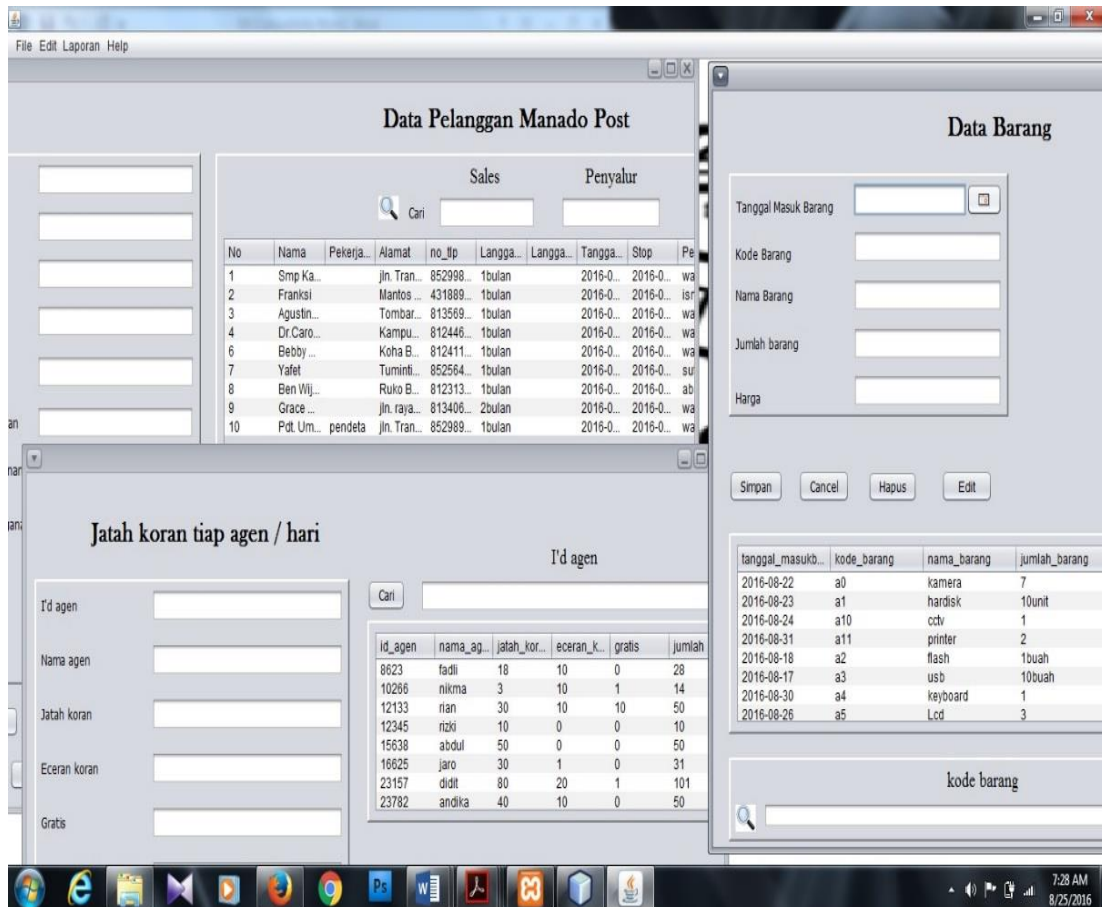 File Edit Laporan Help
Data Pelanggan Manado Post
Sales Penyalur
Cari
No Nama Pekerja... Alamat no_tlp Langga... Langga... Tangga... Stop Pe
1 Smp Ka... jln. Tran... 852998... 1bulan 2016-0... 2016-0... wa
2 Franksi Mantos ... 431889... 1bulan 2016-0... 2016-0... isr
3 Agustin... Tombar... 813569... 1bulan 2016-0... 2016-0... wa
4 Dr.Caro... Kampu... 812446... 1bulan 2016-0... 2016-0... wa
6 Bebby ... Koha B... 812411... 1bulan 2016-0... 2016-0... wa
7 Yafet Tuminti... 852564... 1bulan 2016-0... 2016-0... su
8 Ben Wij... Ruko B... 812313... 1bulan 2016-0... 2016-0... ab
9 Grace ... jln. raya... 813406... 2bulan 2016-0... 2016-0... wa
10 Pdt. Um... pendeta jln. Tran... 852989... 1bulan 2016-0... 2016-0... wa
an
nar
Jatah koran tiap agen / hari
I'd agen
Nama agen
Jatah koran
Eceran koran
Gratis
I'd agen
Cari
id_agen nama_ag... jatah_kor... eceran_k... gratis jumlah
8623 fadli 18 10 0 28
10266 nikma 3 10 1 14
12133 rian 30 10 10 50
12345 rizki 10 0 0 10
15638 abdul 50 0 0 50
16625 jaro 30 1 0 31
23157 didit 80 20 1 101
23782 andika 40 10 0 50
Data Barang
Tanggal Masuk Barang
Kode Barang
Nama Barang
Jumlah barang
Harga
Simpan Cancel Hapus Edit
tanggal_masukb... kode_barang nama_barang jumlah_barang
2016-08-22 a0 kamera 7
2016-08-23 a1 hardisk 10unit
2016-08-24 a10 cctv 1
2016-08-31 a11 printer 2
2016-08-18 a2 flash 1buah
2016-08-17 a3 usb 10buah
2016-08-30 a4 keyboard 1
2016-08-26 a5 Lcd 3
kode barang
Ps
7:28 AM
8/25/2016